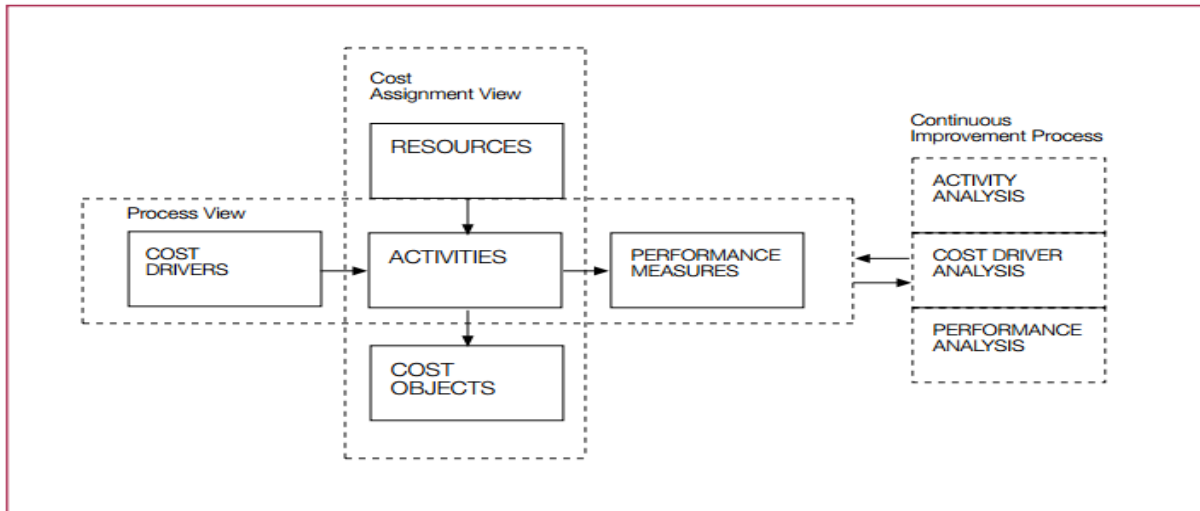 Cost
Assignment View
RESOURCES
Continuous
Improvement Process
ACTIVITY
ANALYSIS
Process View
COST
DRIVERS
ACTIVITIES
PERFORMANCE
MEASURES
COST DRIVER
ANALYSIS
COST
OBJECTS
PERFORMANCE
ANALYSIS